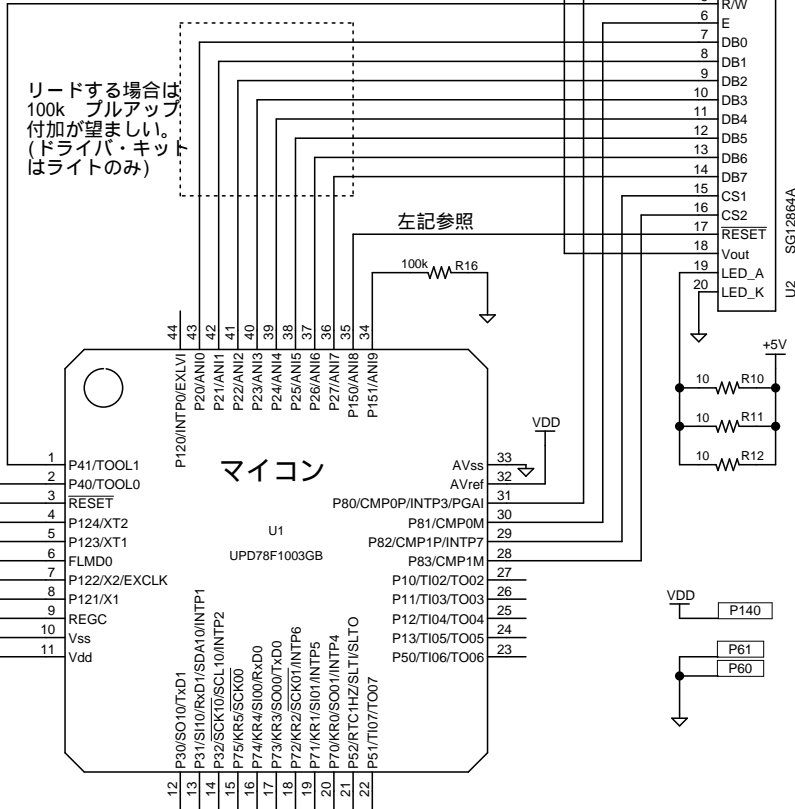 R/W
6 E
7 DB0
8 DB1
9 DB2
10 DB3
11 DB4
12 DB5
13 DB6
14 DB7
15 CS1
16 CS2
17 RESET
18 Vout
19 LED_A
20 LED_K
U2 SG12864A
リードする場合は
100k プルアップ
付加が望ましい。
(ドライバ・キット
はライトのみ)
左記参照
100k R16
+5V
10 R10
10 R11
10 R12
44 P120/INTP0/EXLVI
43 P20/ANI0
42 P21/ANI1
41 P22/ANI2
40 P23/ANI3
39 P24/ANI4
38 P25/ANI5
37 P26/ANI6
36 P27/ANI7
35 P150/ANI8
34 P151/ANI9
マイコン
U1
UPD78F1003GB
1 P41/TOOL1
2 P40/TOOL0
3 RESET
4 P124/XT2
5 P123/XT1
6 FLMD0
7 P122/X2/EXCLK
8 P121/X1
9 REGC
10 Vss
11 Vdd
VDD
AVss 33
AVref 32
P80/CMP0P/INTP3/PGAI 31
P81/CMP0M 30
P82/CMP1P/INTP7 29
P83/CMP1M 28
P10/TI02/TO02 27
P11/TI03/TO03 26
P12/TI04/TO04 25
P13/TI05/TO05 24
P50/TI06/TO06 23
12 P30/SO10/TxD1
13 P31/SI10/RxD1/SDA10/INTP1
14 P32/SCK10/SCL10/INTP2
15 P75/KR5/SCK00
16 P74/KR4/SI00/RxD0
17 P73/KR3/SO00/TxD0
18 P72/KR2/SCK01/INTP6
19 P71/KR1/SI01/INTP5
20 P70/KR0/SO01/INTP4
21 P52/RTC1HZ/SLTI/SLTO
22 P51/TI07/TO07
VDD
P140
P61
P60